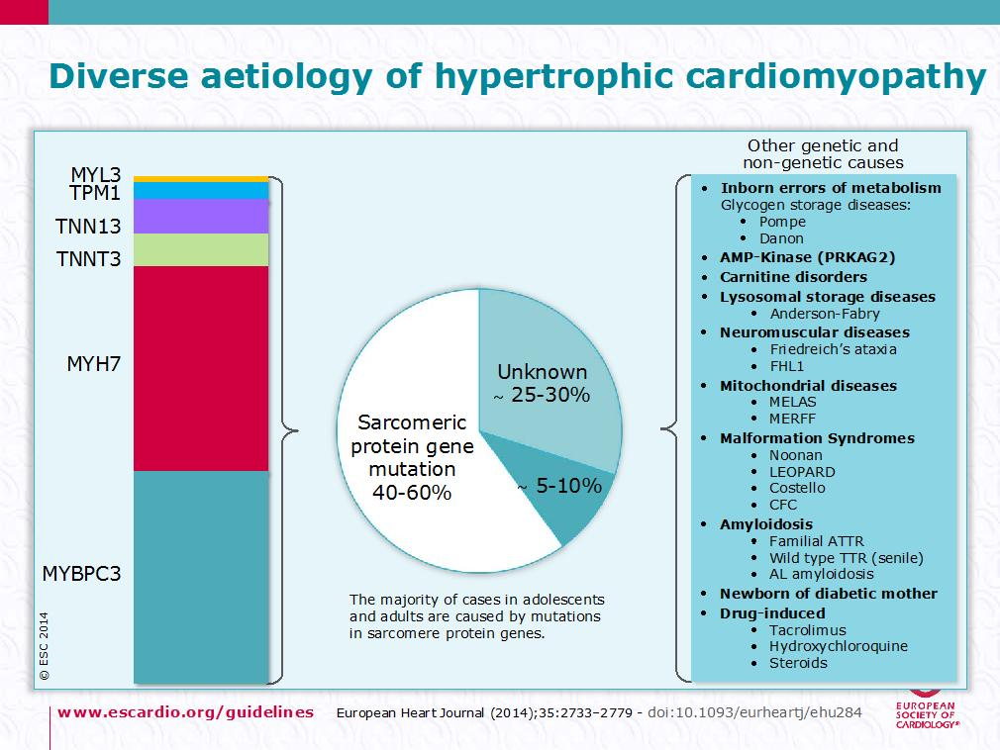 Diverse aetiology of hypertrophic cardiomyopathy
MYL3
TPM1
TNN13
TNNT3
MYH7
MYBPC3
© ESC 2014
Unknown
~ 25-30%
Sarcomeric
protein gene
mutation
40-60%
~ 5-10%
The majority of cases in adolescents
and adults are caused by mutations
in sarcomere protein genes.
Other genetic and
non-genetic causes
• Inborn errors of metabolism
Glycogen storage diseases:
• Pompe
• Danon
• AMP-Kinase (PRKAG2)
• Carnitine disorders
• Lysosomal storage diseases
• Anderson-Fabry
• Neuromuscular diseases
• Friedreich’s ataxia
• FHL1
• Mitochondrial diseases
• MELAS
• MERFF
• Malformation Syndromes
• Noonan
• LEOPARD
• Costello
• CFC
• Amyloidosis
• Familial ATTR
• Wild type TTR (senile)
• AL amyloidosis
• Newborn of diabetic mother
• Drug-induced
• Tacrolimus
• Hydroxychloroquine
• Steroids
www.escardio.org/guidelines
European Heart Journal (2014);35:2733–2779 - doi:10.1093/eurheartj/ehu284
EUROPEAN
SOCIETY OF
CARDIOLOGY®